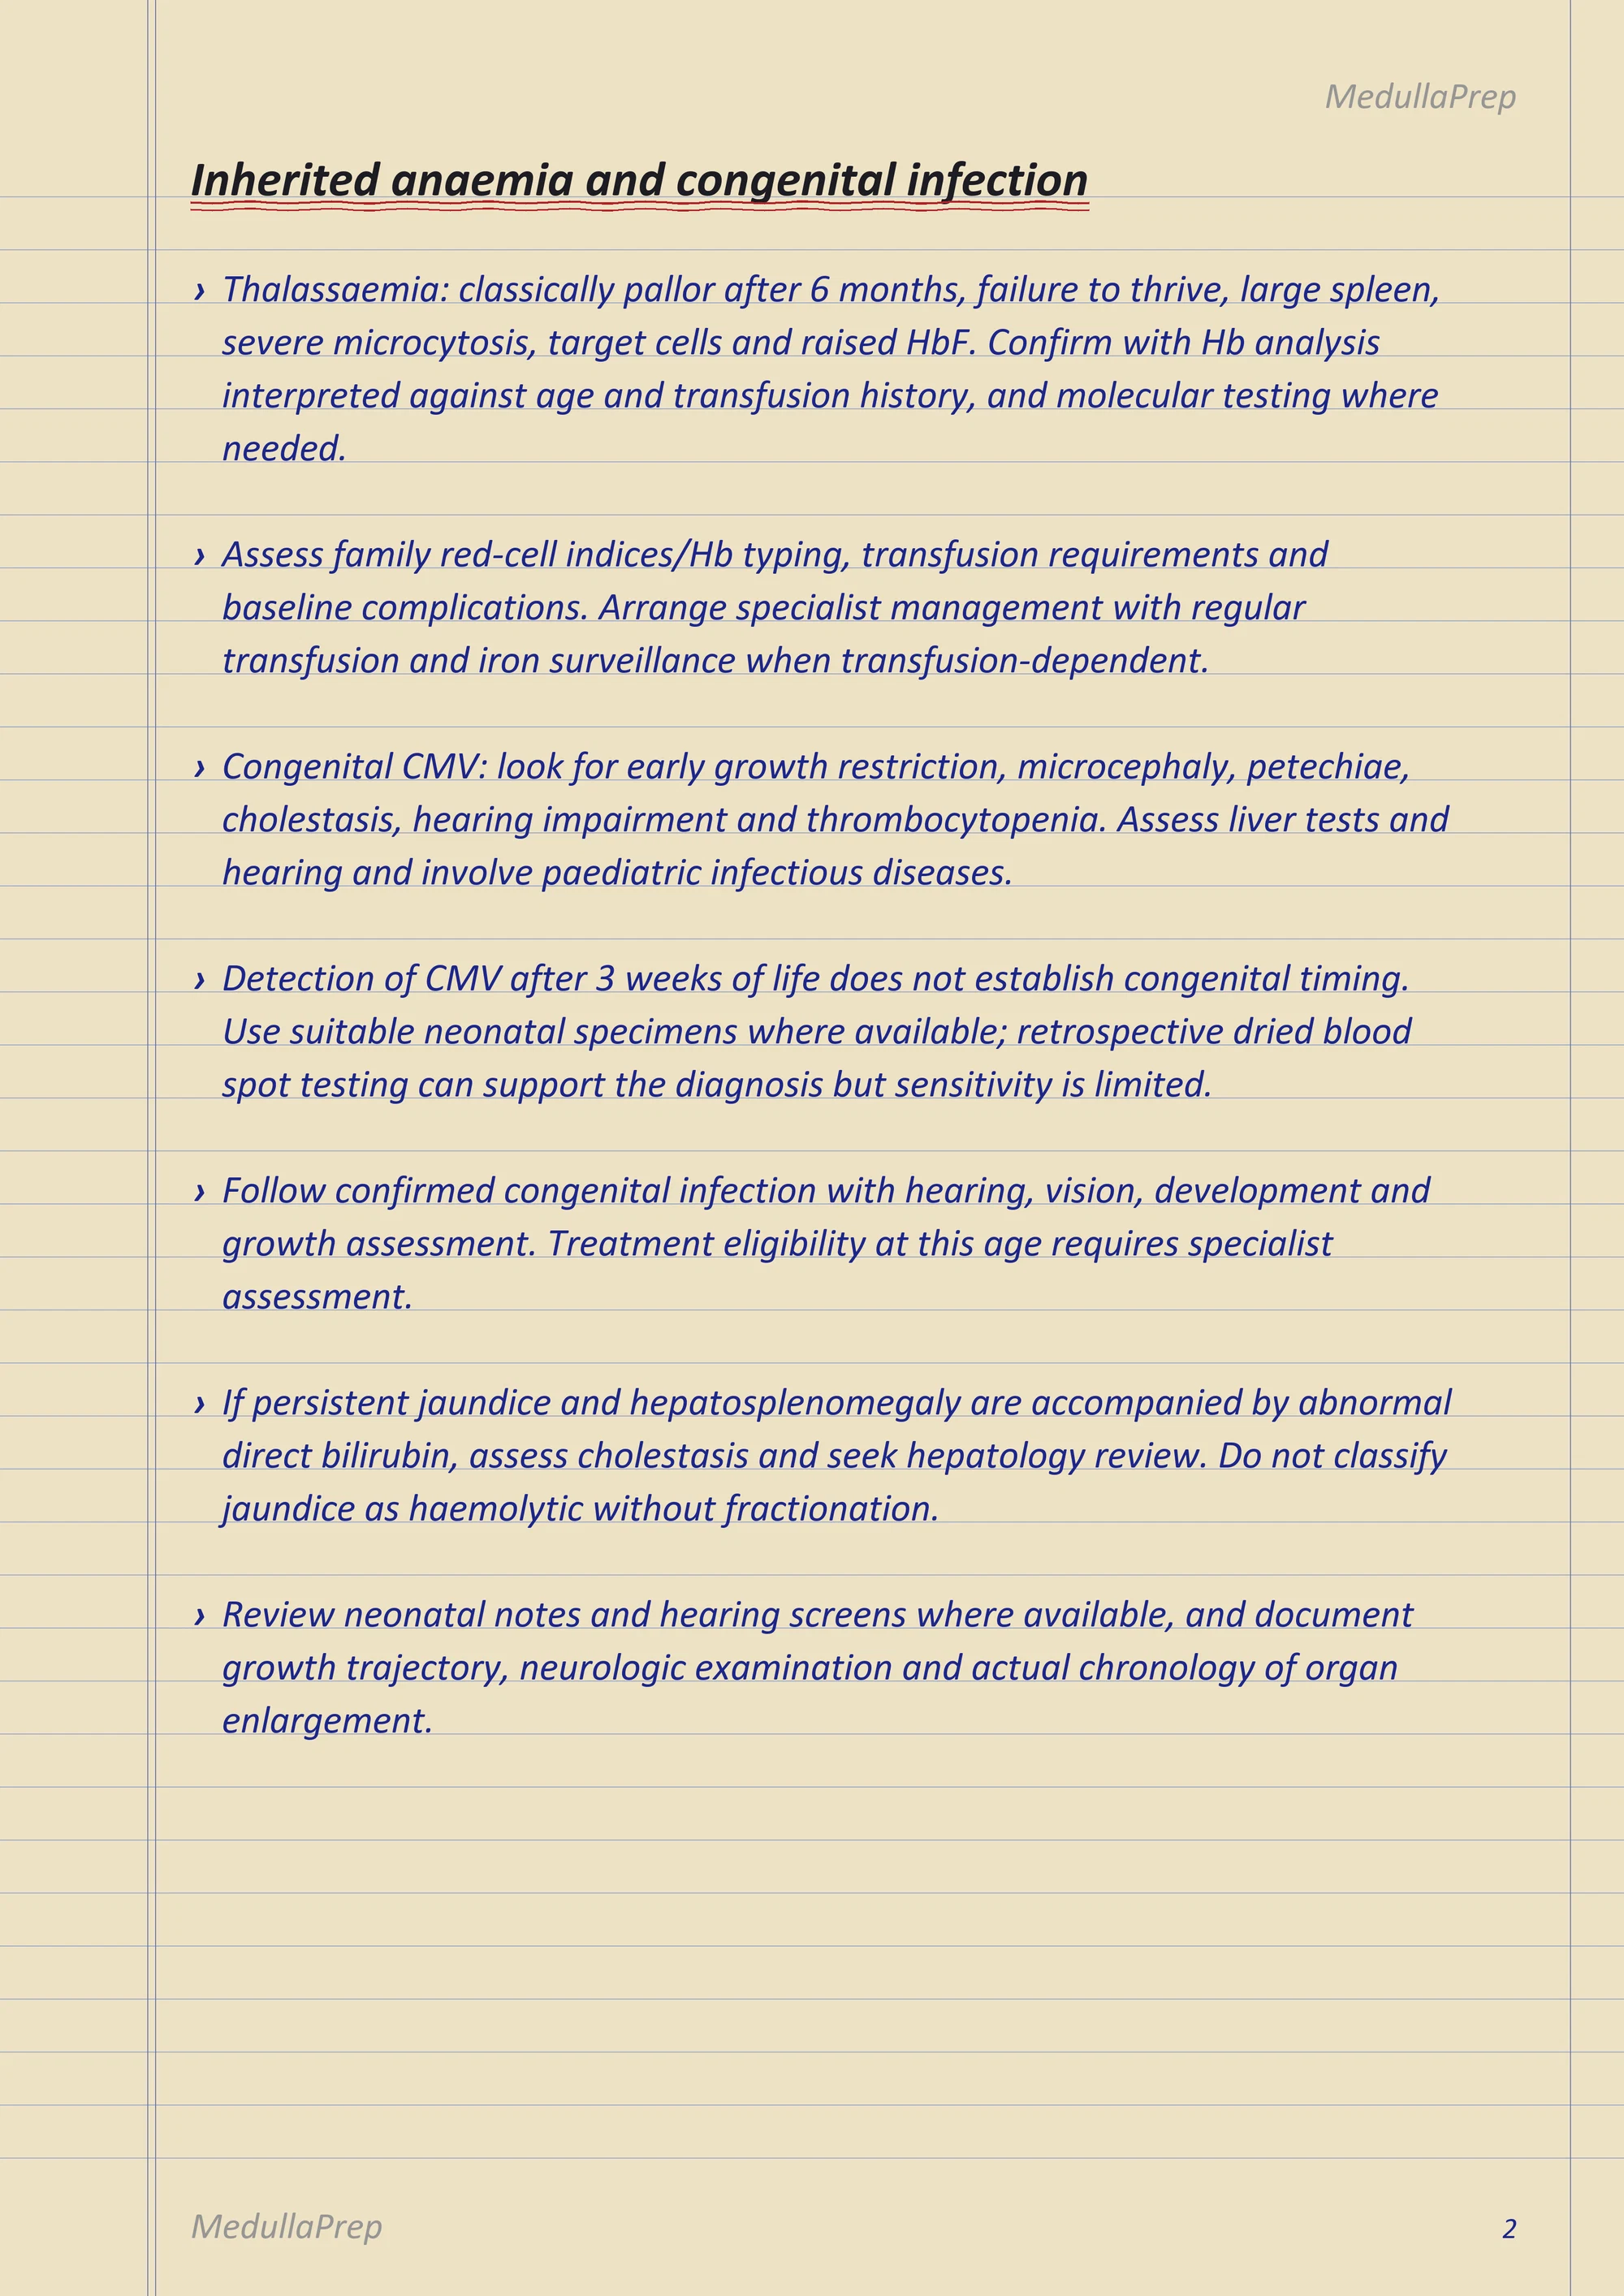 MedullaPrep
Inherited anaemia and congenital infection
› Thalassaemia: classically pallor after 6 months, failure to thrive, large spleen,
severe microcytosis, target cells and raised HbF. Confirm with Hb analysis
interpreted against age and transfusion history, and molecular testing where
needed.
› Assess family red-cell indices/Hb typing, transfusion requirements and
baseline complications. Arrange specialist management with regular
transfusion and iron surveillance when transfusion-dependent.
› Congenital CMV: look for early growth restriction, microcephaly, petechiae,
cholestasis, hearing impairment and thrombocytopenia. Assess liver tests and
hearing and involve paediatric infectious diseases.
› Detection of CMV after 3 weeks of life does not establish congenital timing.
Use suitable neonatal specimens where available; retrospective dried blood
spot testing can support the diagnosis but sensitivity is limited.
› Follow confirmed congenital infection with hearing, vision, development and
growth assessment. Treatment eligibility at this age requires specialist
assessment.
› If persistent jaundice and hepatosplenomegaly are accompanied by abnormal
direct bilirubin, assess cholestasis and seek hepatology review. Do not classify
jaundice as haemolytic without fractionation.
› Review neonatal notes and hearing screens where available, and document
growth trajectory, neurologic examination and actual chronology of organ
enlargement.
MedullaPrep
2